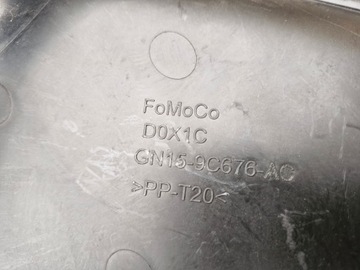 FoMoCo
D0X1C
GN15-9C676-AC
>PP-T20<